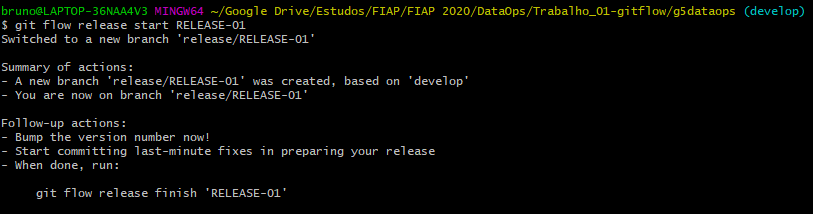 bruno@LAPTOP-36NAA4V3 MINGW64 ~/Google Drive/Estudos/FIAP/FIAP 2020/DataOps/Trabalho_01-gitflow/g5dataops (develop)
$ git flow release start RELEASE-01
Switched to a new branch 'release/RELEASE-01'
Summary of actions:
- A new branch 'release/RELEASE-01' was created, based on 'develop'
- You are now on branch 'release/RELEASE-01'
Follow-up actions:
- Bump the version number now!
- Start committing last-minute fixes in preparing your release
- When done, run:
git flow release finish 'RELEASE-01'